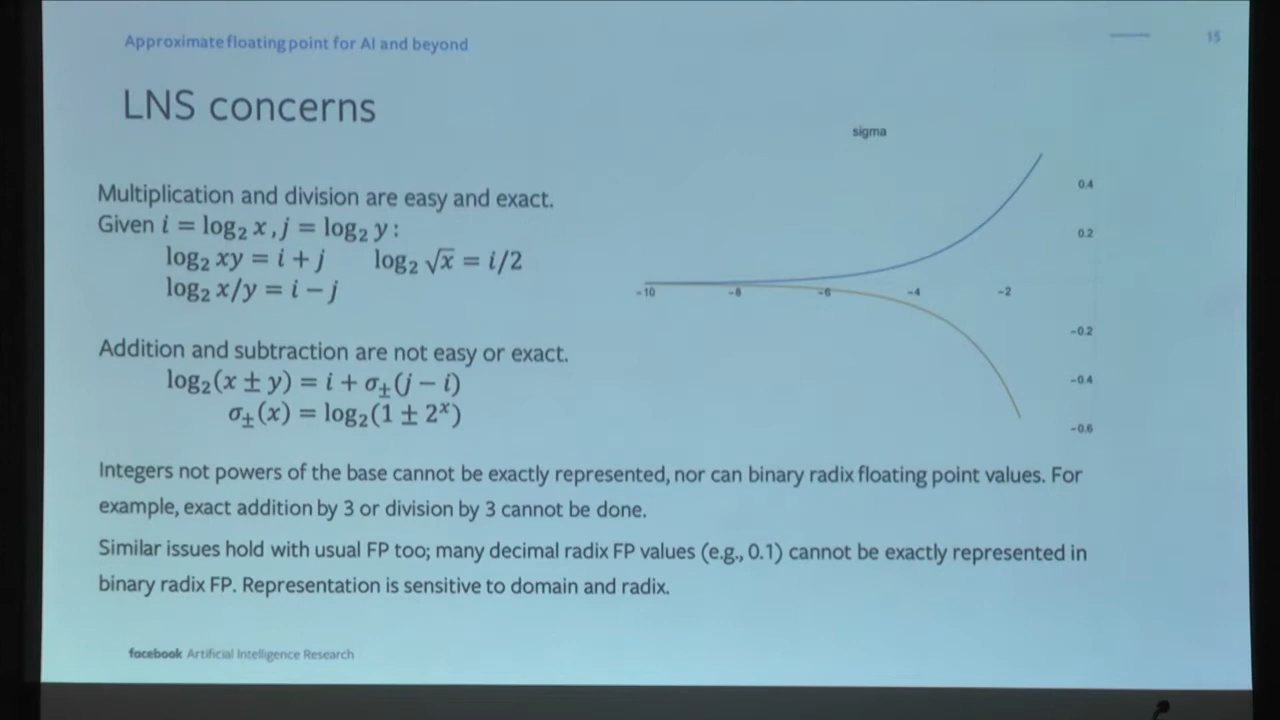 Approximate floating point for AI and beyond
15
LNS concerns
Multiplication and division are easy and exact.
Given i = log₂ x , j = log₂ y :
log₂ xy = i + j log₂ √x = i/2
log₂ x/y = i − j
Addition and subtraction are not easy or exact.
log₂(x ± y) = i + σ±(j − i)
σ±(x) = log₂(1 ± 2ˣ)
sigma
0.4
0.2
-10 -8 -6 -4 -2
-0.2
-0.4
-0.6
Integers not powers of the base cannot be exactly represented, nor can binary radix floating point values. For
example, exact addition by 3 or division by 3 cannot be done.
Similar issues hold with usual FP too; many decimal radix FP values (e.g., 0.1) cannot be exactly represented in
binary radix FP. Representation is sensitive to domain and radix.
facebook Artificial Intelligence Research